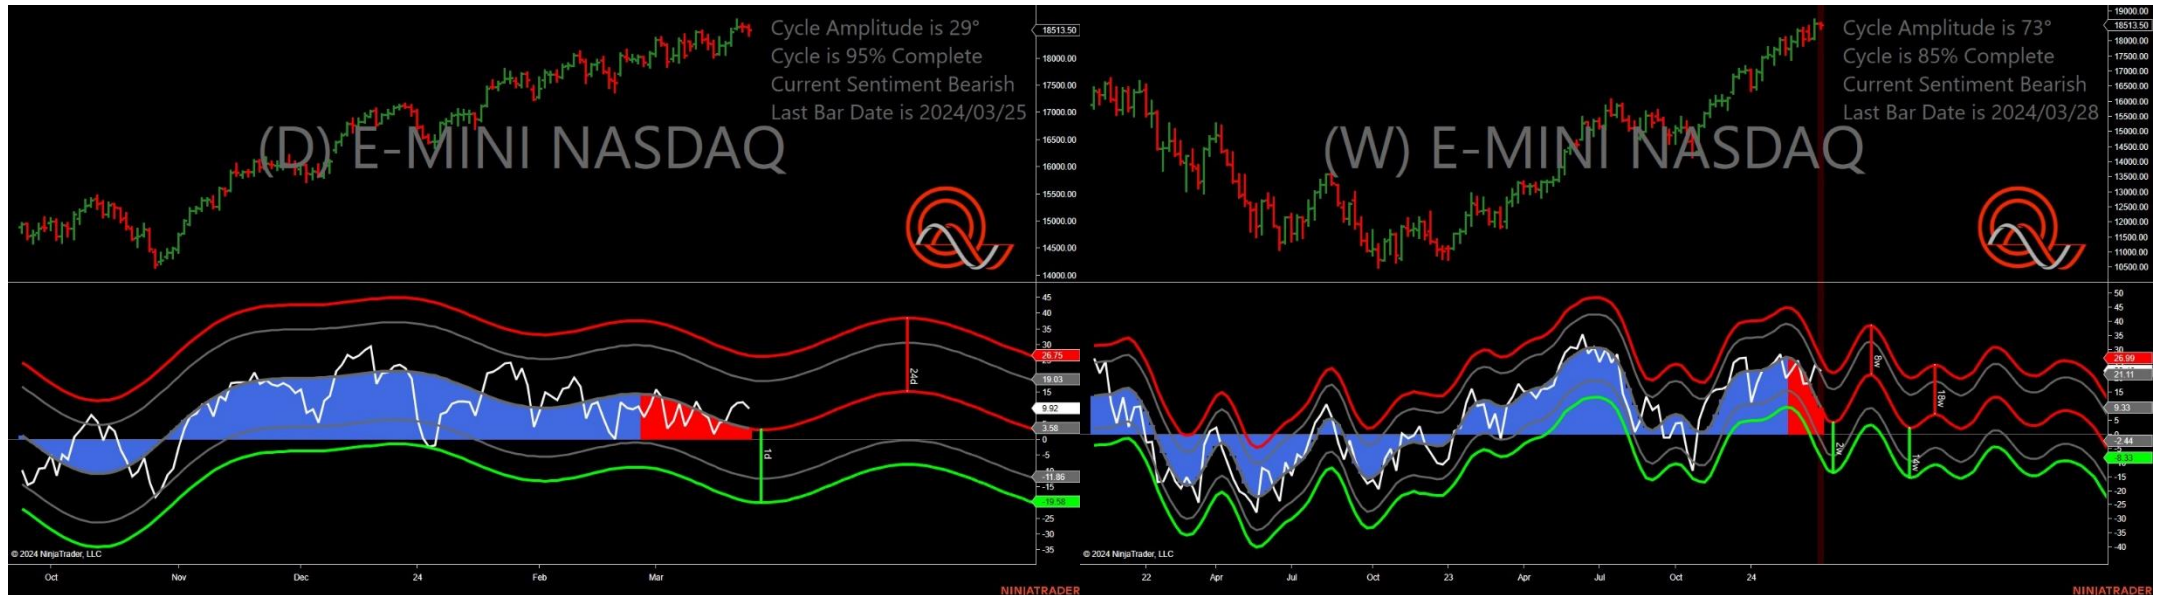 Cycle Amplitude is 29°
Cycle is 95% Complete
Current Sentiment Bearish
Last Bar Date is 2024/03/25
(D) E-MINI NASDAQ
18513.50
18000.00
17500.00
17000.00
16500.00
16000.00
15500.00
15000.00
14500.00
14000.00
45
40
35
30
26.75
19.03
15
9.92
3.58
0
-5
-11.86
-15
-19.58
-25
-30
-35
24d
1d
© 2024 NinjaTrader, LLC
Oct
Nov
Dec
24
Feb
Mar
NINJATRADER
Cycle Amplitude is 73°
Cycle is 85% Complete
Current Sentiment Bearish
Last Bar Date is 2024/03/28
(W) E-MINI NASDAQ
19000.00
18513.50
18000.00
17500.00
17000.00
16500.00
16000.00
15500.00
15000.00
14500.00
14000.00
13500.00
13000.00
12500.00
12000.00
11500.00
11000.00
10500.00
50
45
40
35
30
26.99
21.11
15
9.33
5
-2.44
-8.33
-15
-20
-25
-30
-35
-40
8w
18w
2w
14w
© 2024 NinjaTrader, LLC
22
Apr
Jul
Oct
23
Apr
Jul
Oct
24
NINJATRADER